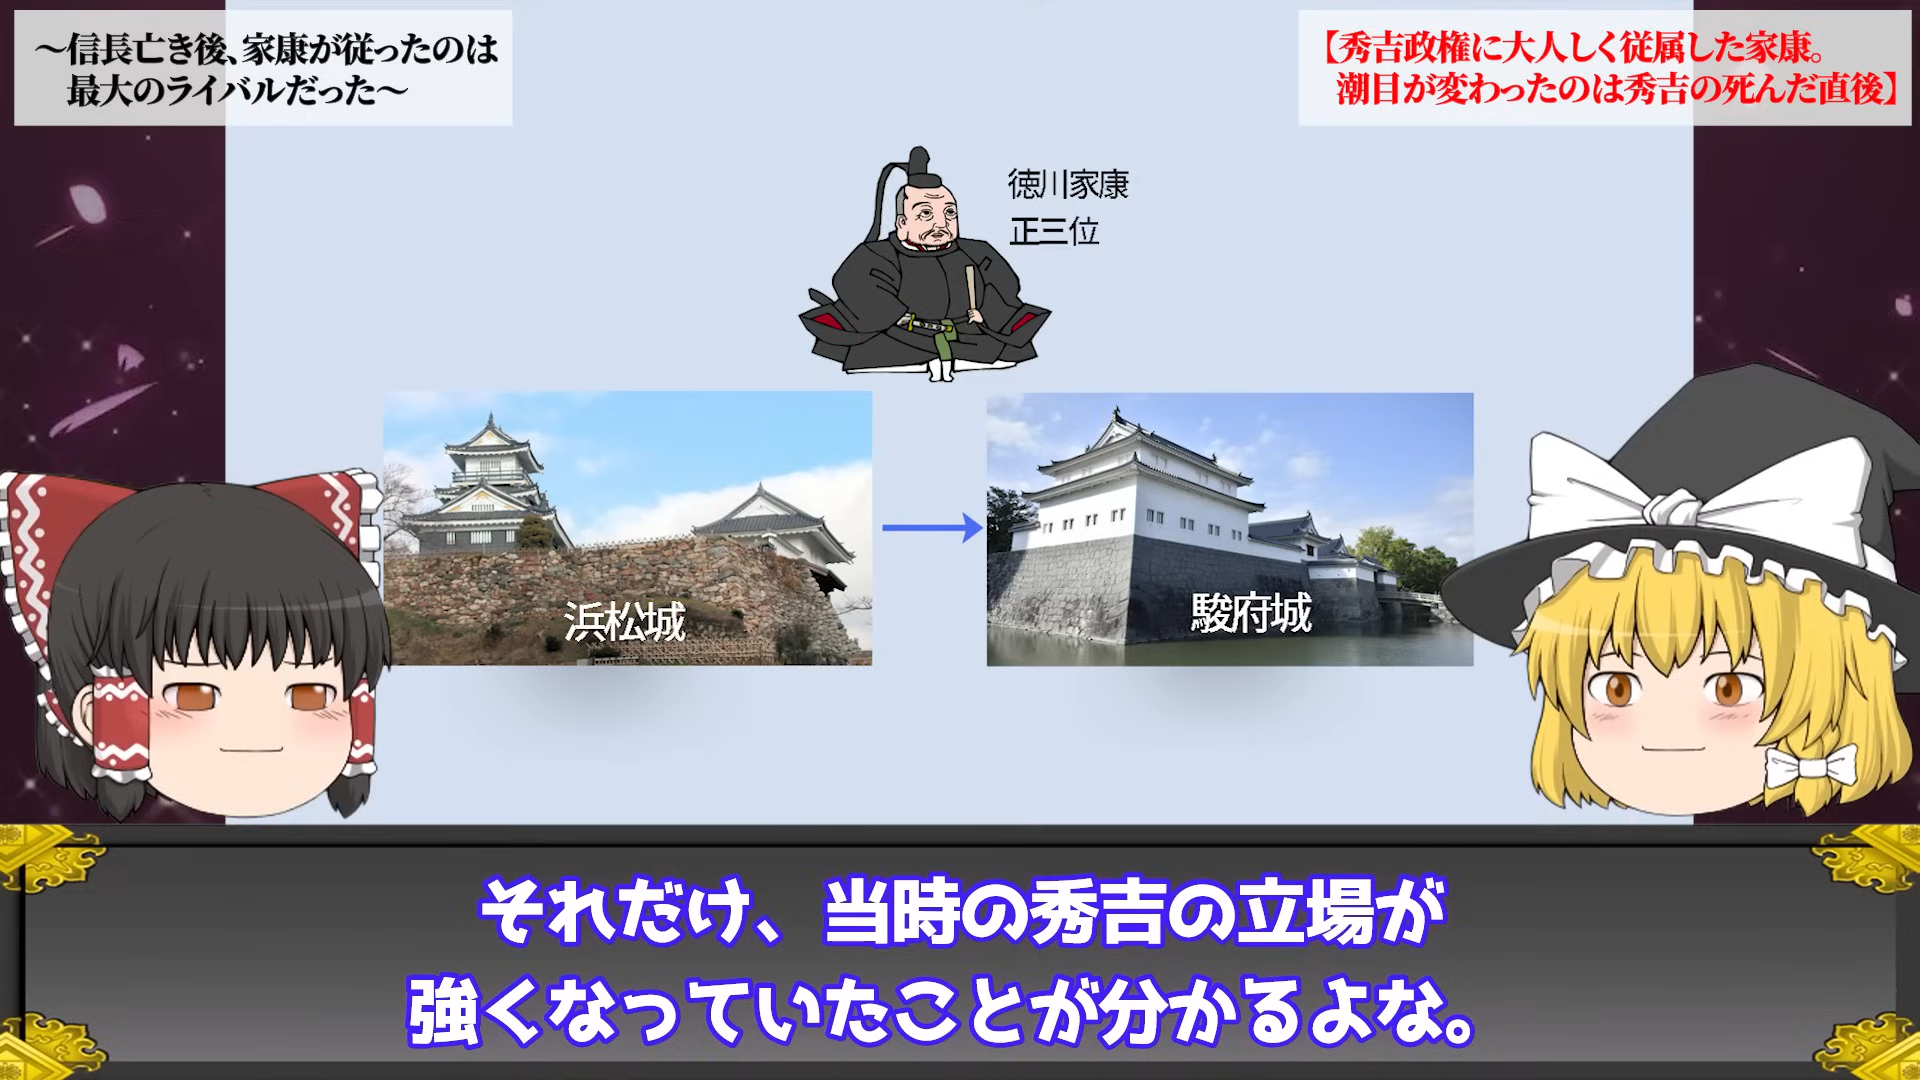 ～信長亡き後、家康が従ったのは
最大のライバルだった～
【秀吉政権に大人しく従属した家康。
潮目が変わったのは秀吉の死んだ直後】
徳川家康
正三位
浜松城
駿府城
それだけ、当時の秀吉の立場が
強くなっていたことが分かるよな。